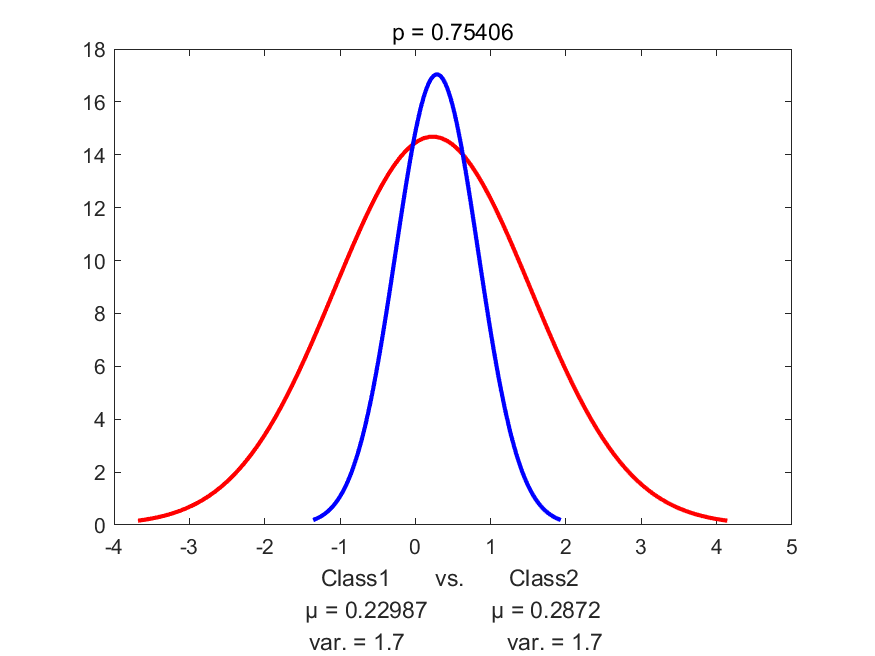 p = 0.75406
18
16
14
12
10
8
6
4
2
0
-4 -3 -2 -1 0 1 2 3 4 5
Class1 vs. Class2
μ = 0.22987 μ = 0.2872
var. = 1.7 var. = 1.7